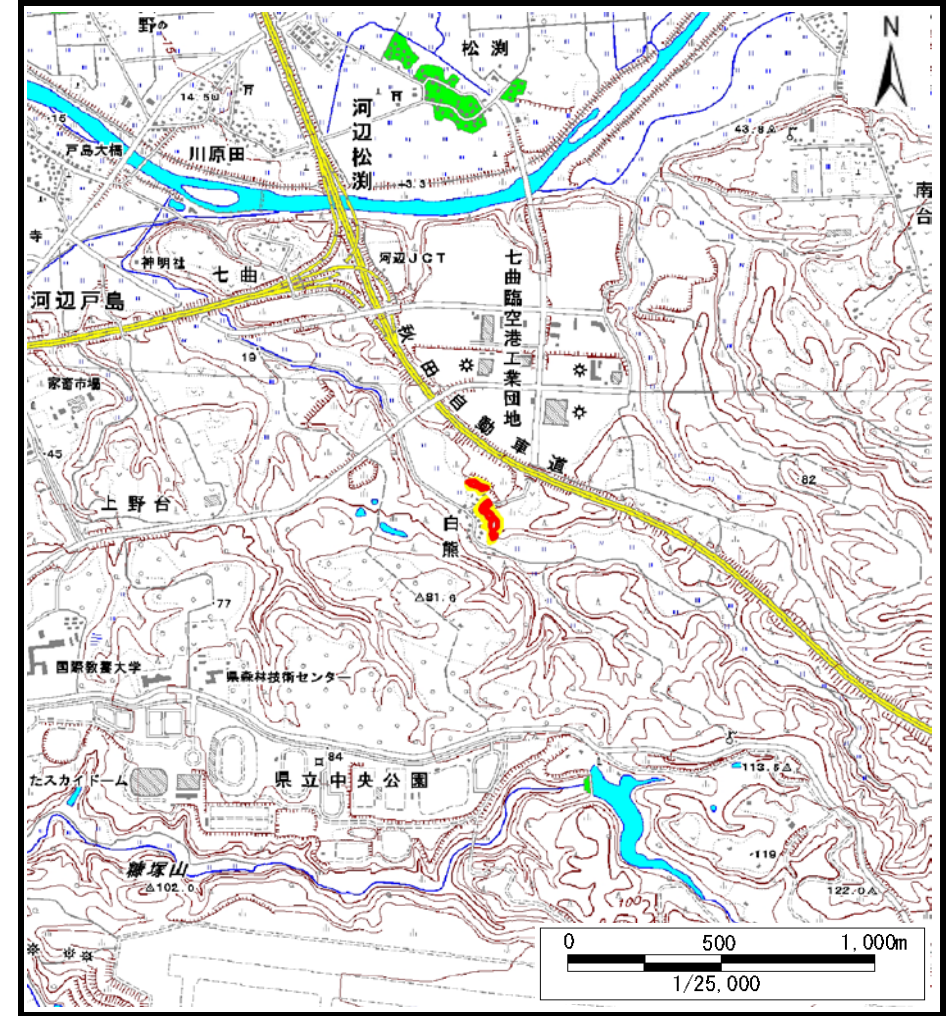 野の
松渕
N
14.5
河辺松渕
戸島大橋
川原田
43.8
3.3
南台
寺
神明社
七曲
河辺JCT
七曲臨空港工業団地
河辺戸島
秋田自動車道
19
家畜市場
45
82
上野台
白熊
81.6
77
国際教養大学
県森林技術センター
84
県立中央公園
113.5
たスカイドーム
119
糠塚山
102.0
122.0
100
0 500 1,000m
1/25,000